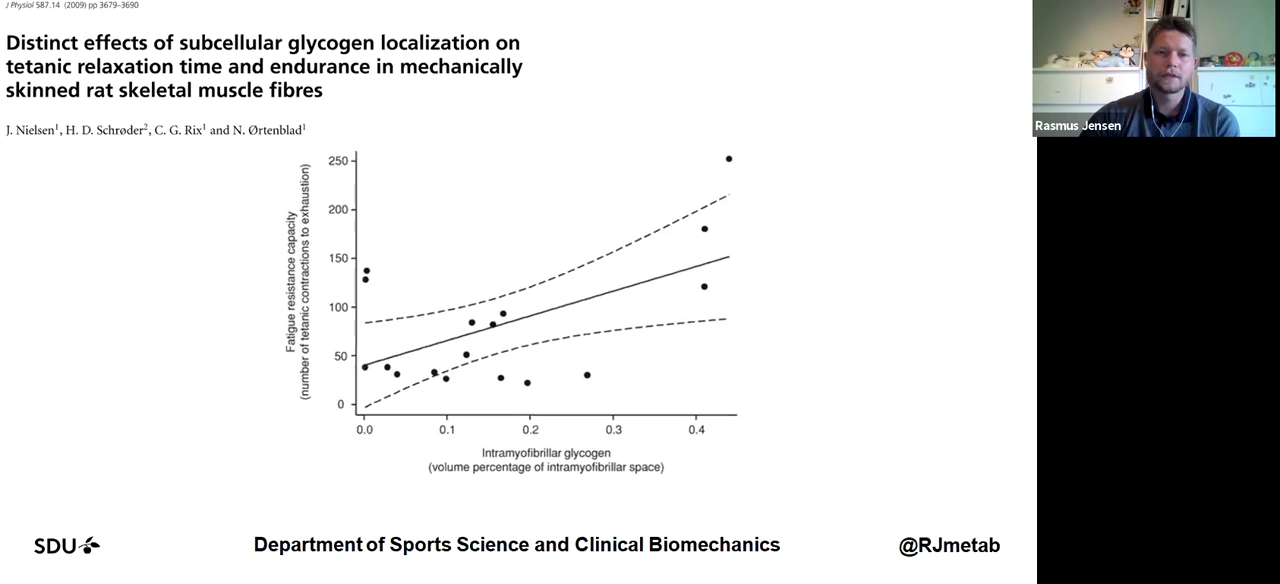 J Physiol 587.14 (2009) pp 3679–3690
Distinct effects of subcellular glycogen localization on
tetanic relaxation time and endurance in mechanically
skinned rat skeletal muscle fibres
J. Nielsen1, H. D. Schrøder2, C. G. Rix1 and N. Ørtenblad1
Rasmus Jensen
Fatigue resistance capacity
(number of tetanic contractions to exhaustion)
250
200
150
100
50
0
0.0 0.1 0.2 0.3 0.4
Intramyofibrillar glycogen
(volume percentage of intramyofibrillar space)
SDU
Department of Sports Science and Clinical Biomechanics
@RJmetab